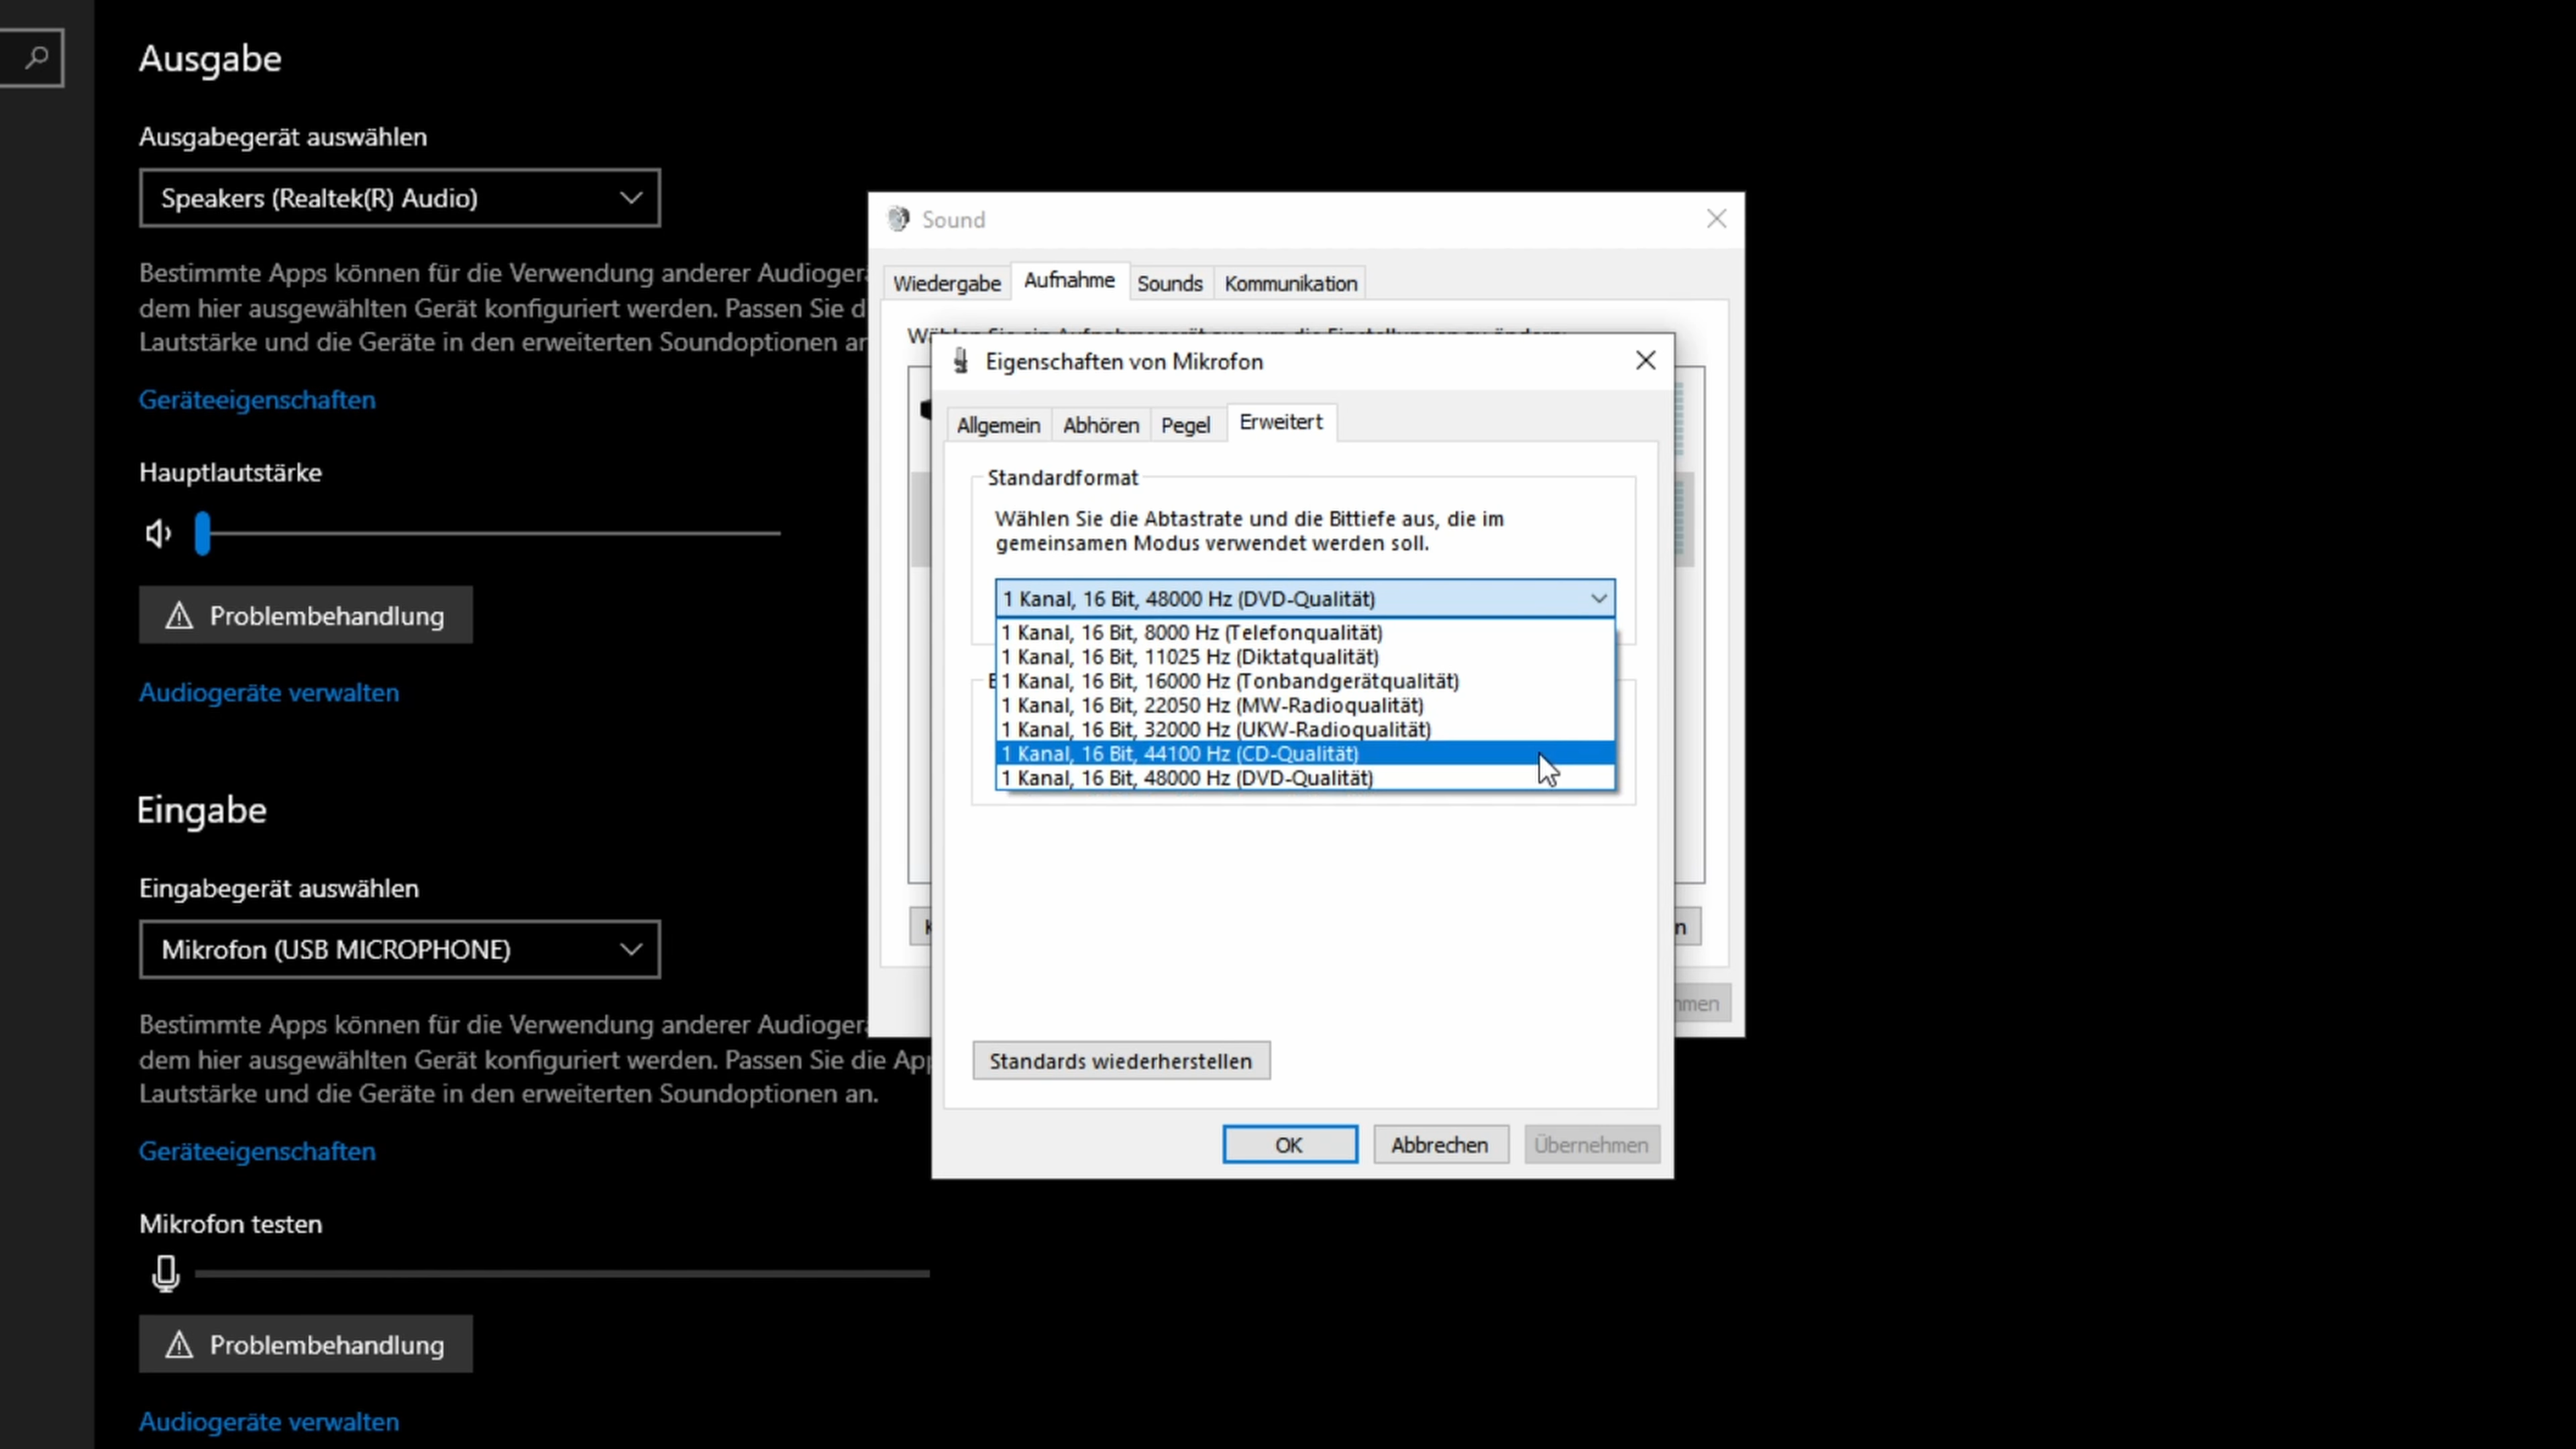 Ausgabe
Ausgabegerät auswählen
Speakers (Realtek(R) Audio)
Bestimmte Apps können für die Verwendung anderer
dem hier ausgewählten Gerät konfiguriert werden. Passen Sie
Lautstärke und die Geräte in den erweiterten Soundoptionen
Geräteeigenschaften
Hauptlautstärke
Problembehandlung
Audiogeräte verwalten
Eingabe
Eingabegerät auswählen
Mikrofon (USB MICROPHONE)
Bestimmte Apps können für die Verwendung anderer
dem hier ausgewählten Gerät konfiguriert werden. Passen Sie die
Lautstärke und die Geräte in den erweiterten Soundoptionen an.
Geräteeigenschaften
Mikrofon testen
Problembehandlung
Audiogeräte verwalten
Sound
Wiedergabe Aufnahme Sounds Kommunikation
Eigenschaften von Mikrofon
Allgemein Abhören Pegel Erweitert
Standardformat
Wählen Sie die Abtastrate und die Bittiefe aus, die im
gemeinsamen Modus verwendet werden soll.
1 Kanal, 16 Bit, 48000 Hz (DVD-Qualität)
1 Kanal, 16 Bit, 8000 Hz (Telefonqualität)
1 Kanal, 16 Bit, 11025 Hz (Diktatqualität)
1 Kanal, 16 Bit, 16000 Hz (Tonbandgerätqualität)
1 Kanal, 16 Bit, 22050 Hz (MW-Radioqualität)
1 Kanal, 16 Bit, 32000 Hz (UKW-Radioqualität)
1 Kanal, 16 Bit, 44100 Hz (CD-Qualität)
1 Kanal, 16 Bit, 48000 Hz (DVD-Qualität)
Standards wiederherstellen
OK Abbrechen Übernehmen